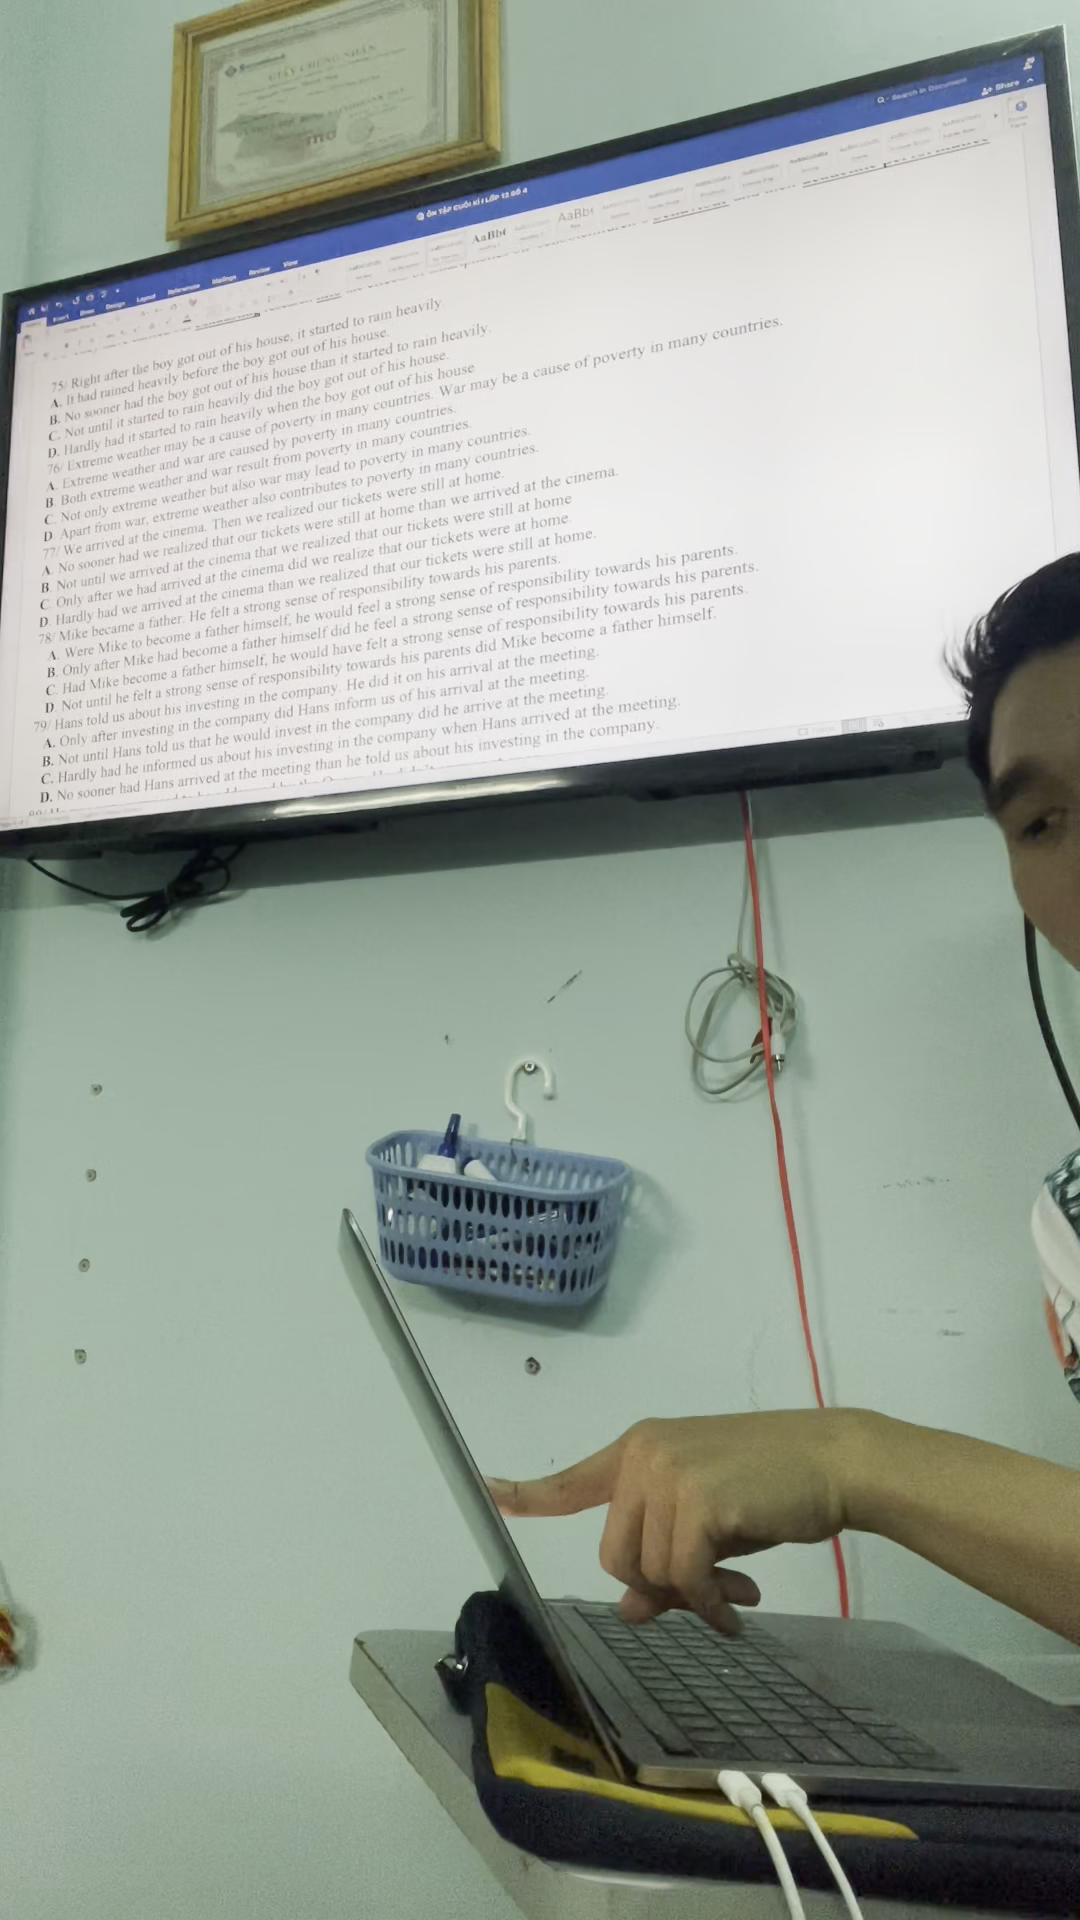 GIẤY CHỨNG NHẬN
ÔN TẬP CUỐI KÌ I LỚP 12 SỐ 4
Search in Document
Share
Insert Draw Design Layout References Mailings Review View
AaBbt
AaBbt
75/ Right after the boy got out of his house, it started to rain heavily
A. It had rained heavily before the boy got out of his house.
B. No sooner had the boy got out of his house than it started to rain heavily.
C. Not until it started to rain heavily did the boy got out of his house.
D. Hardly had it started to rain heavily when the boy got out of his house
76/ Extreme weather may be a cause of poverty in many countries. War may be a cause of poverty in many countries.
A. Extreme weather and war are caused by poverty in many countries.
B. Both extreme weather and war result from poverty in many countries.
C. Not only extreme weather but also war may lead to poverty in many countries.
D. Apart from war, extreme weather also contributes to poverty in many countries.
77/ We arrived at the cinema. Then we realized our tickets were still at home.
A. No sooner had we realized that our tickets were still at home than we arrived at the cinema.
B. Not until we arrived at the cinema that we realized that our tickets were still at home
C. Only after we had arrived at the cinema did we realize that our tickets were at home.
D. Hardly had we arrived at the cinema than we realized that our tickets were still at home.
78/ Mike became a father. He felt a strong sense of responsibility towards his parents.
A. Were Mike to become a father himself, he would feel a strong sense of responsibility towards his parents.
B. Only after Mike had become a father himself did he feel a strong sense of responsibility towards his parents.
C. Had Mike become a father himself, he would have felt a strong sense of responsibility towards his parents.
D. Not until he felt a strong sense of responsibility towards his parents did Mike become a father himself.
79/ Hans told us about his investing in the company. He did it on his arrival at the meeting.
A. Only after investing in the company did Hans inform us of his arrival at the meeting.
B. Not until Hans told us that he would invest in the company did he arrive at the meeting.
C. Hardly had he informed us about his investing in the company when Hans arrived at the meeting.
D. No sooner had Hans arrived at the meeting than he told us about his investing in the company.